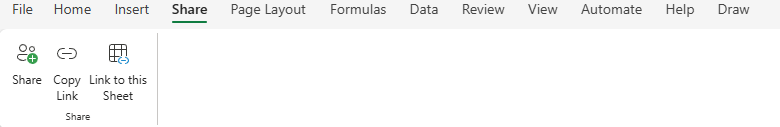 File Home Insert Share Page Layout Formulas Data Review View Automate Help Draw
Share Copy Link to this
Link Sheet
Share